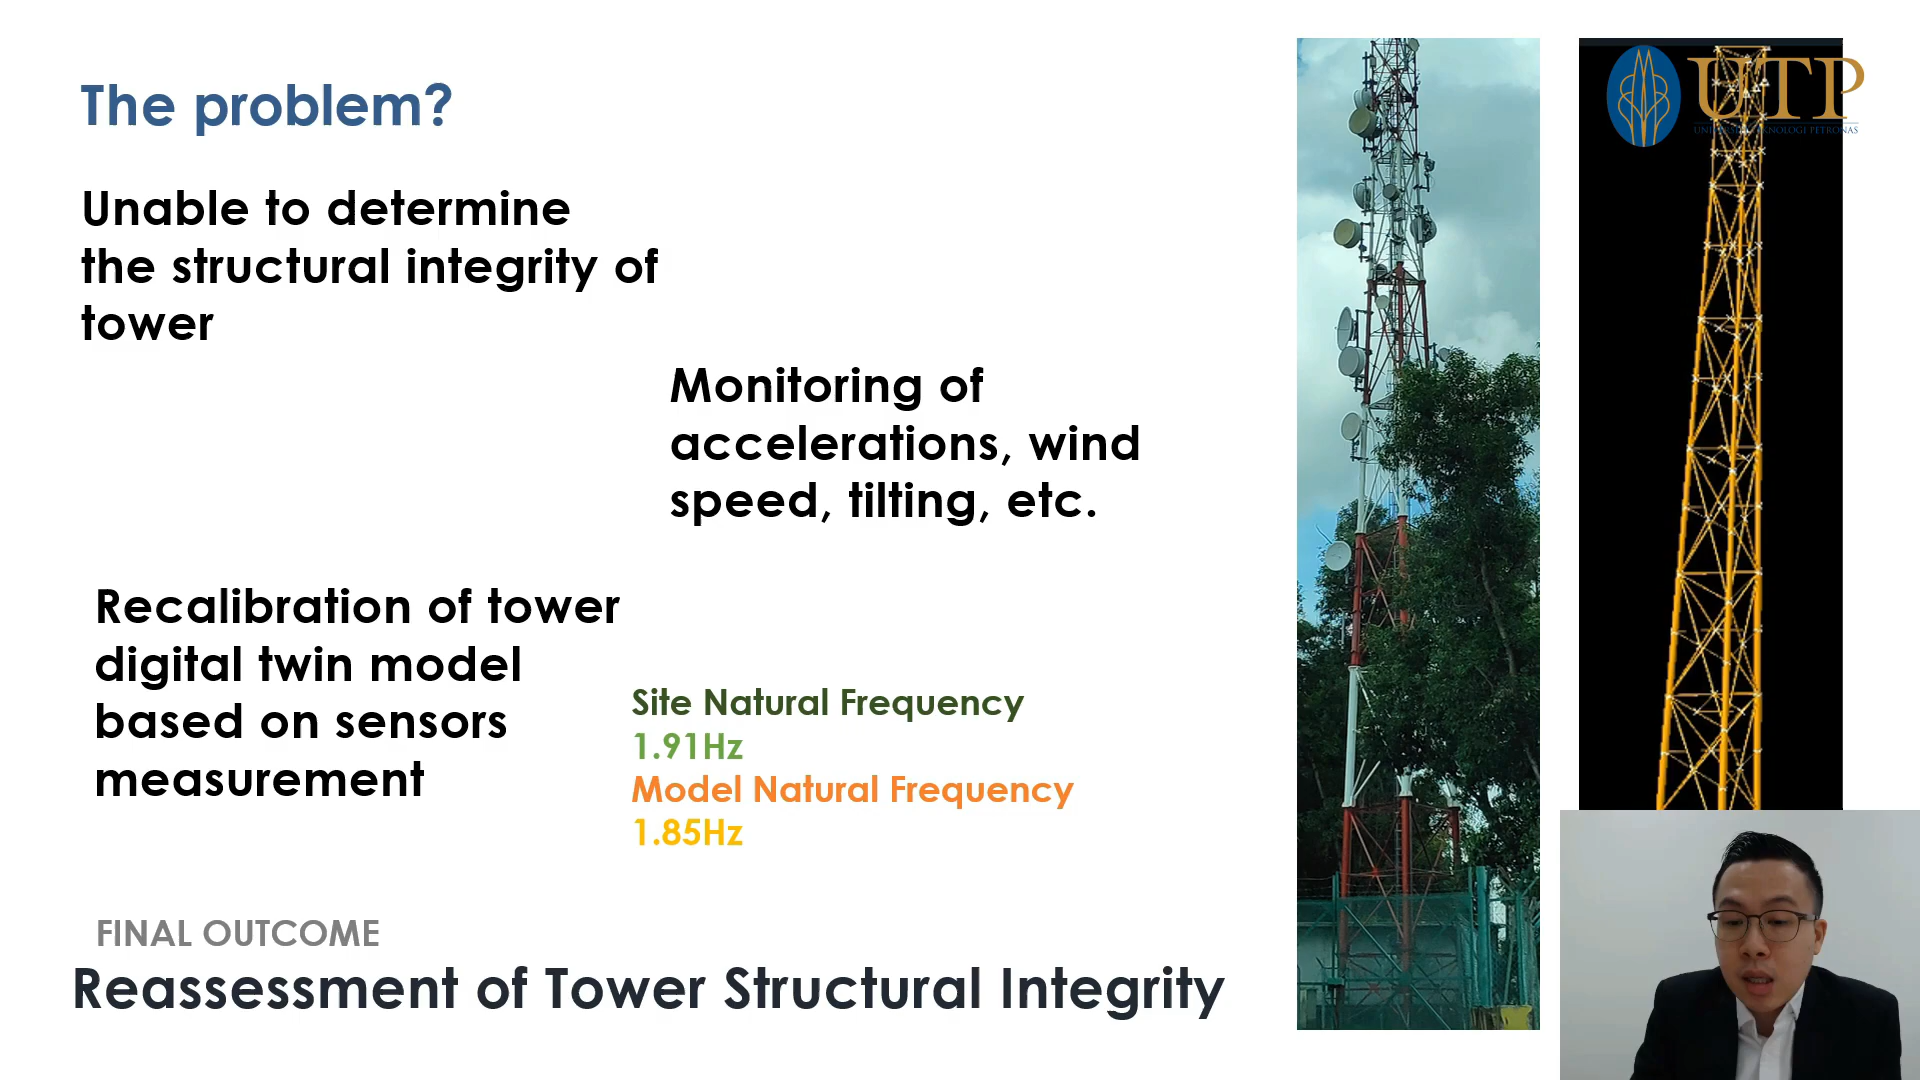 The problem?
UTP
UNIVERSITI TEKNOLOGI PETRONAS
Unable to determine
the structural integrity of
tower
Monitoring of
accelerations, wind
speed, tilting, etc.
Recalibration of tower
digital twin model
based on sensors
measurement
Site Natural Frequency
1.91Hz
Model Natural Frequency
1.85Hz
FINAL OUTCOME
Reassessment of Tower Structural Integrity